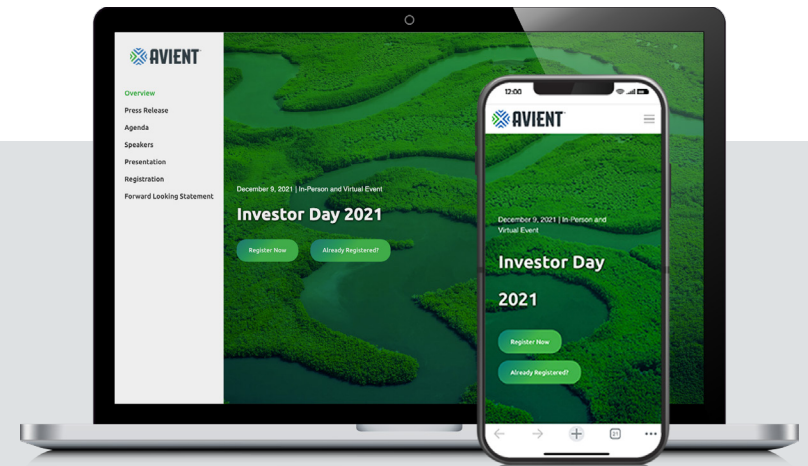 AVIENT
Overview
Press Release
Agenda
Speakers
Presentation
Registration
Forward Looking Statement
December 9, 2021 | In-Person and Virtual Event
Investor Day 2021
Register Now
Already Registered?
12:00
AVIENT
December 9, 2021 | In-Person and
Virtual Event
Investor Day
2021
Register Now
Already Registered?